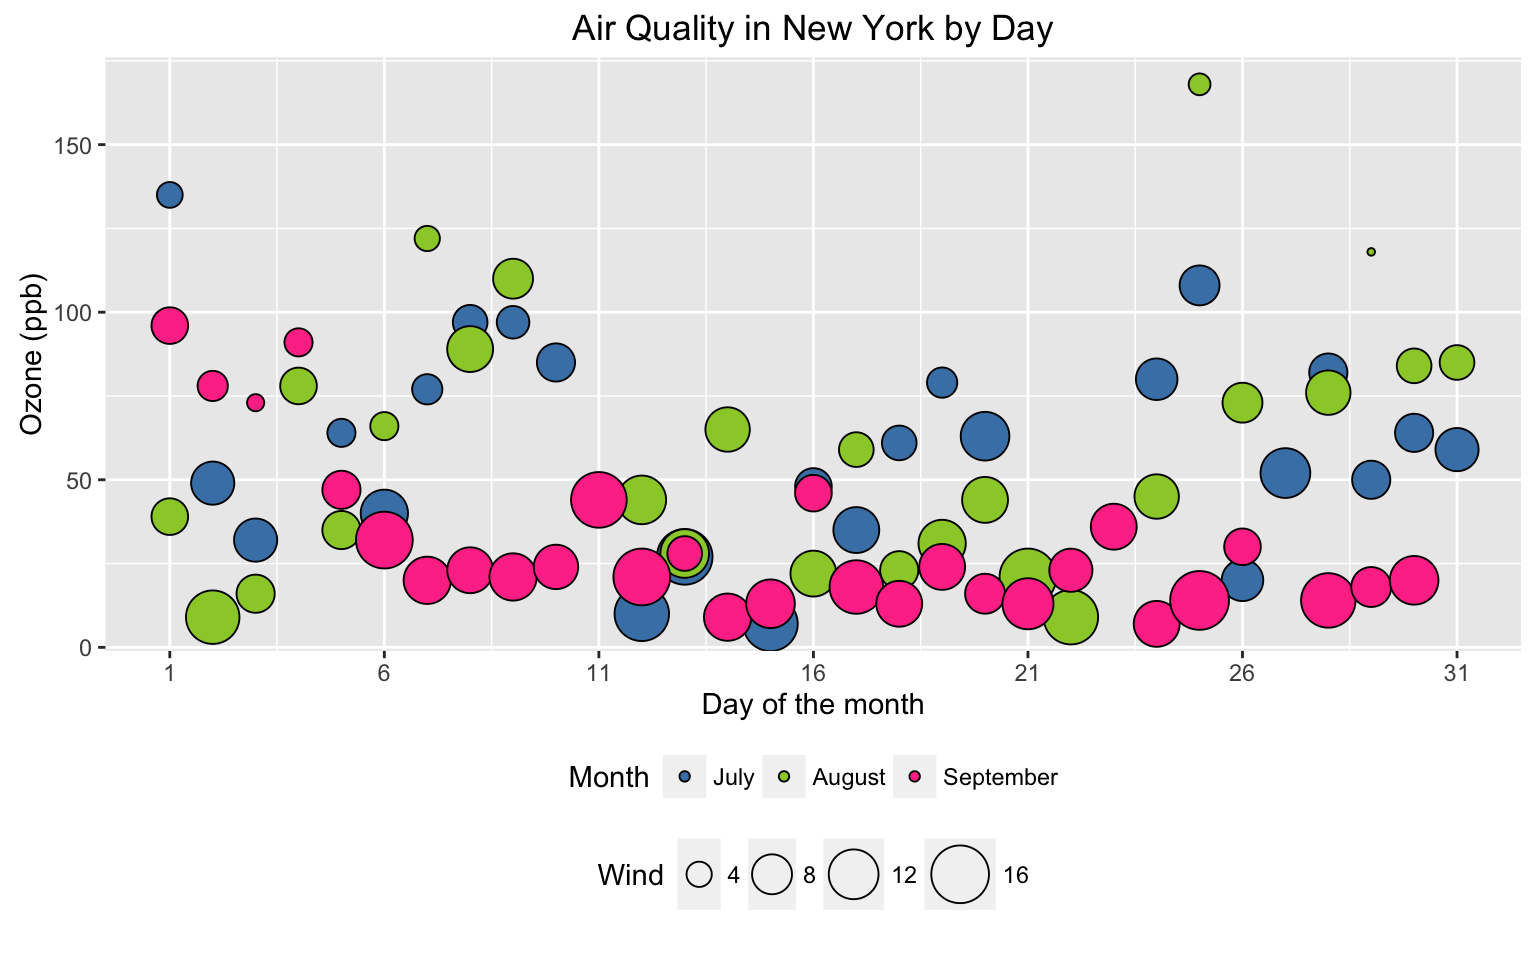 Air Quality in New York by Day
Ozone (ppb)
150
100
50
0
1 6 11 16 21 26 31
Day of the month
Month July August September
Wind 4 8 12 16